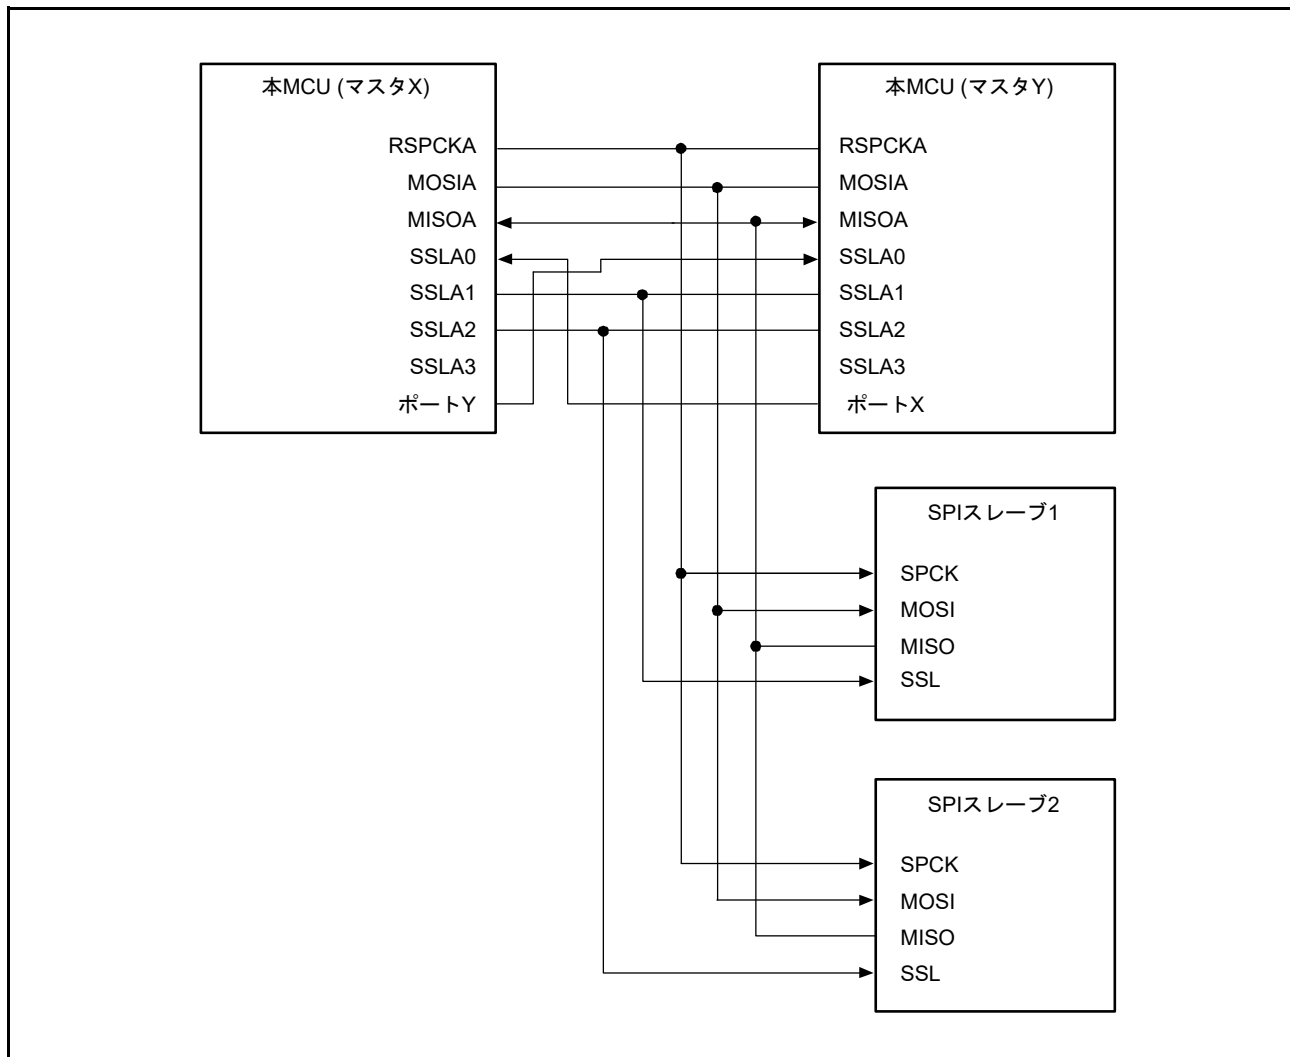 本MCU (マスタX)
RSPCKA
MOSIA
MISOA
SSLA0
SSLA1
SSLA2
SSLA3
ポートY
本MCU (マスタY)
RSPCKA
MOSIA
MISOA
SSLA0
SSLA1
SSLA2
SSLA3
ポートX
SPIスレーブ1
SPCK
MOSI
MISO
SSL
SPIスレーブ2
SPCK
MOSI
MISO
SSL